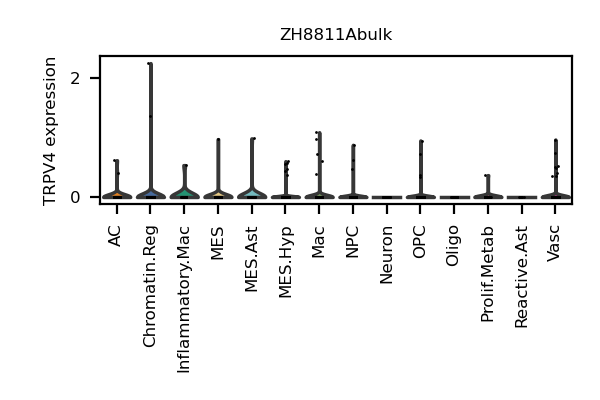 ZH8811Abulk
TRPV4 expression
2
0
AC
Chromatin.Reg
Inflammatory.Mac
MES
MES.Ast
MES.Hyp
Mac
NPC
Neuron
OPC
Oligo
Prolif.Metab
Reactive.Ast
Vasc